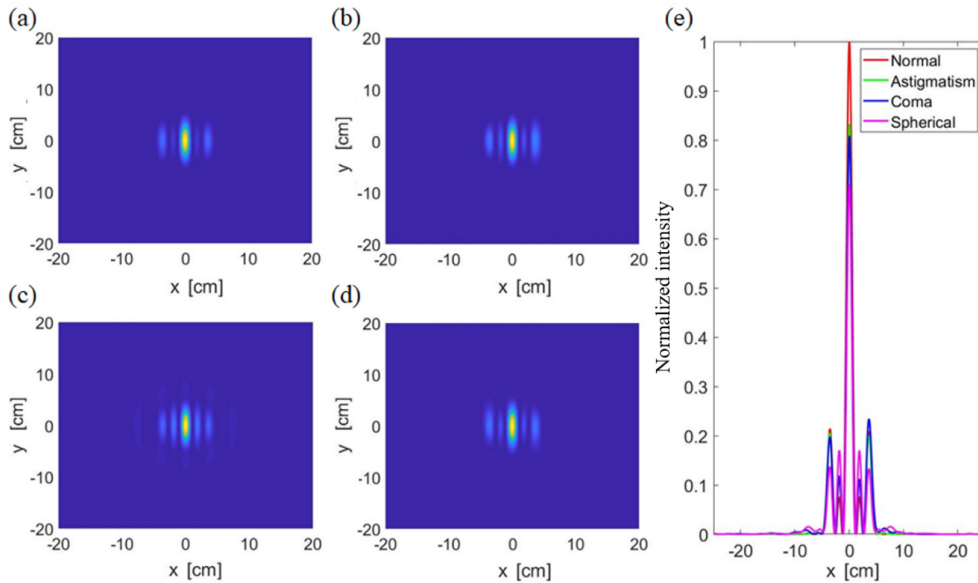 (a)
20
10
0
-10
-20
y [cm]
-20 -10 0 10 20
x [cm]
(b)
20
10
0
-10
-20
y [cm]
-20 -10 0 10 20
x [cm]
(c)
20
10
0
-10
-20
y [cm]
-20 -10 0 10 20
x [cm]
(d)
20
10
0
-10
-20
y [cm]
-20 -10 0 10 20
x [cm]
(e)
Normalized intensity
1
0.9
0.8
0.7
0.6
0.5
0.4
0.3
0.2
0.1
0
-20 -10 0 10 20
x [cm]
Normal
Astigmatism
Coma
Spherical